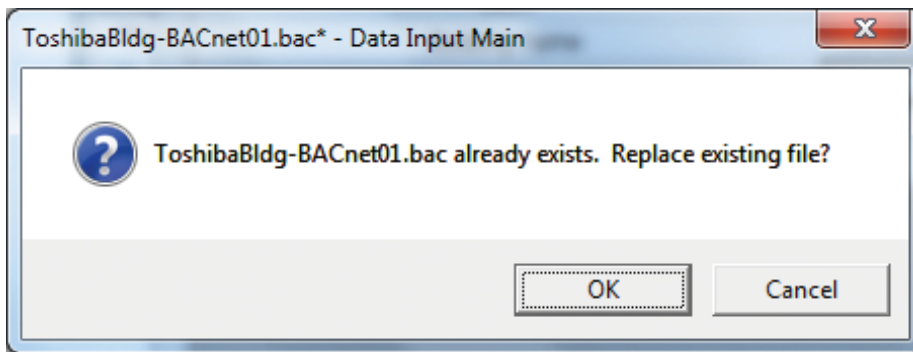 ToshibaBldg-BACnet01.bac* - Data Input Main
ToshibaBldg-BACnet01.bac already exists.  Replace existing file?
OK
Cancel